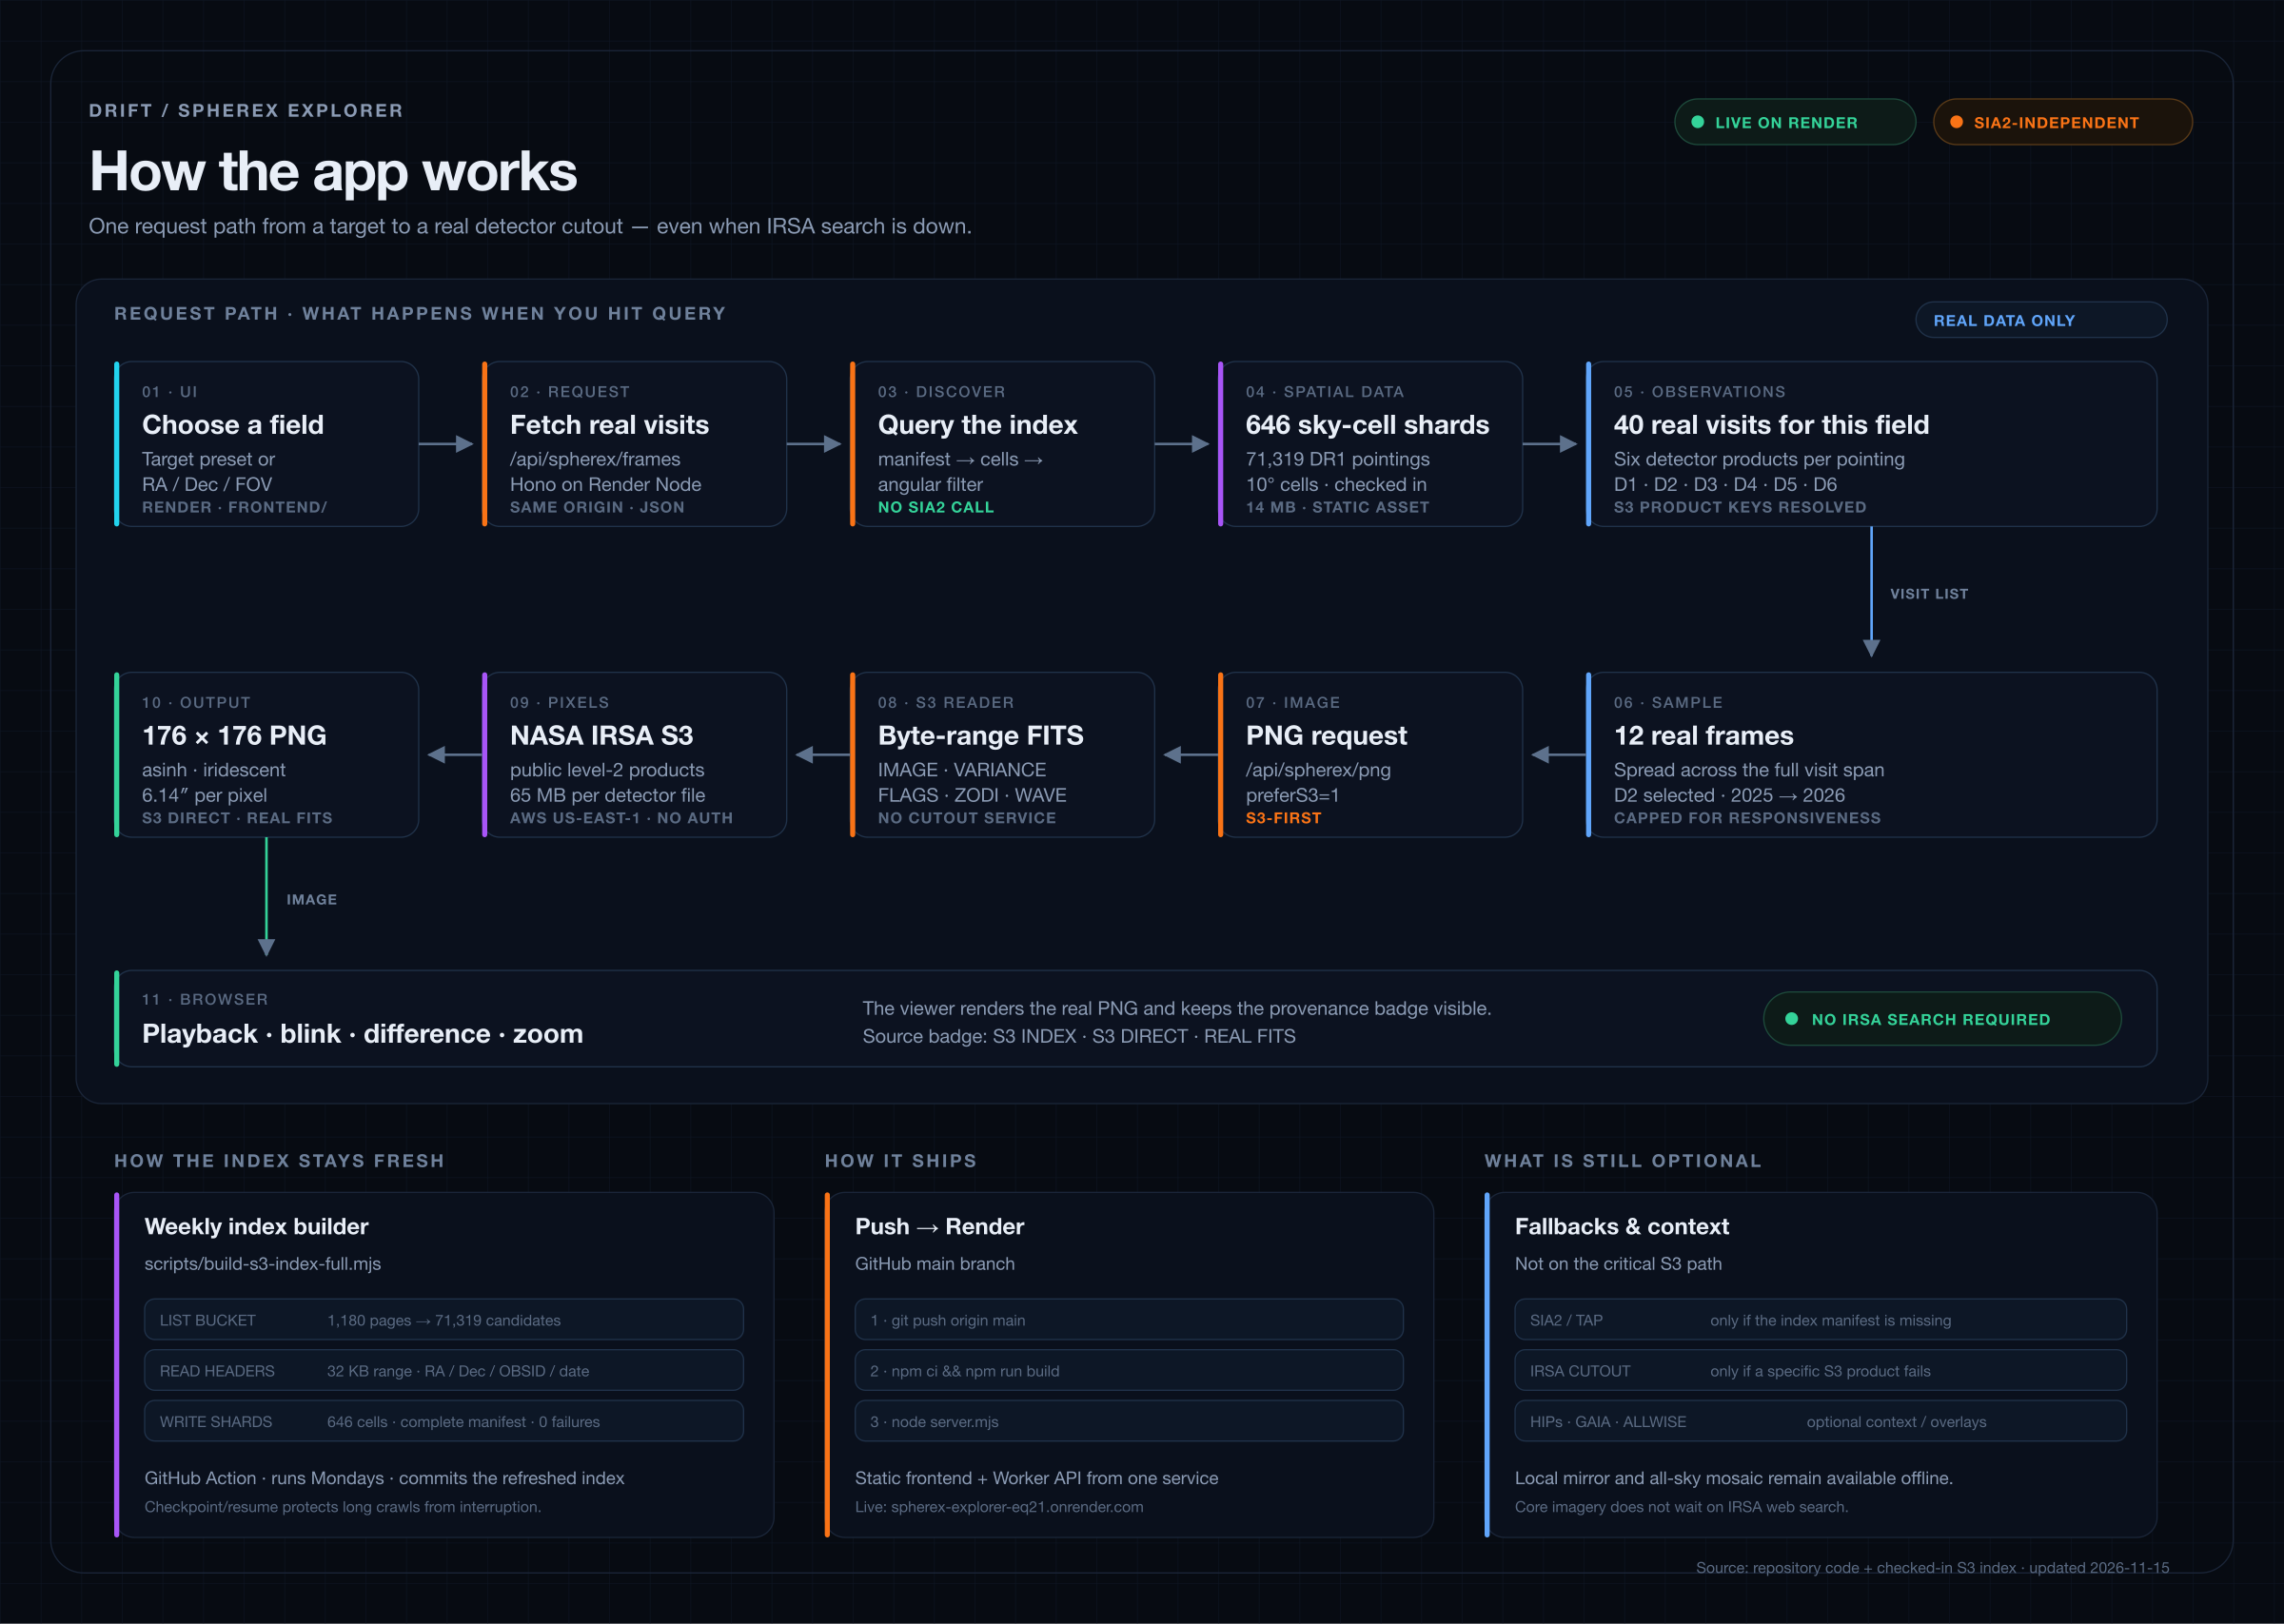 DRIFT / SPHEREX EXPLORER
LIVE ON RENDER
SIA2-INDEPENDENT
How the app works
One request path from a target to a real detector cutout — even when IRSA search is down.
REQUEST PATH · WHAT HAPPENS WHEN YOU HIT QUERY
REAL DATA ONLY
01 · UI
Choose a field
Target preset or
RA / Dec / FOV
RENDER · FRONTEND/
02 · REQUEST
Fetch real visits
/api/spherex/frames
Hono on Render Node
SAME ORIGIN · JSON
03 · DISCOVER
Query the index
manifest → cells →
angular filter
NO SIA2 CALL
04 · SPATIAL DATA
646 sky-cell shards
71,319 DR1 pointings
10° cells · checked in
14 MB · STATIC ASSET
05 · OBSERVATIONS
40 real visits for this field
Six detector products per pointing
D1 · D2 · D3 · D4 · D5 · D6
S3 PRODUCT KEYS RESOLVED
VISIT LIST
06 · SAMPLE
12 real frames
Spread across the full visit span
D2 selected · 2025 → 2026
CAPPED FOR RESPONSIVENESS
07 · IMAGE
PNG request
/api/spherex/png
preferS3=1
S3-FIRST
08 · S3 READER
Byte-range FITS
IMAGE · VARIANCE
FLAGS · ZODI · WAVE
NO CUTOUT SERVICE
09 · PIXELS
NASA IRSA S3
public level-2 products
65 MB per detector file
AWS US-EAST-1 · NO AUTH
10 · OUTPUT
176 × 176 PNG
asinh · iridescent
6.14″ per pixel
S3 DIRECT · REAL FITS
IMAGE
11 · BROWSER
Playback · blink · difference · zoom
The viewer renders the real PNG and keeps the provenance badge visible.
Source badge: S3 INDEX · S3 DIRECT · REAL FITS
NO IRSA SEARCH REQUIRED
HOW THE INDEX STAYS FRESH
Weekly index builder
scripts/build-s3-index-full.mjs
LIST BUCKET 1,180 pages → 71,319 candidates
READ HEADERS 32 KB range · RA / Dec / OBSID / date
WRITE SHARDS 646 cells · complete manifest · 0 failures
GitHub Action · runs Mondays · commits the refreshed index
Checkpoint/resume protects long crawls from interruption.
HOW IT SHIPS
Push → Render
GitHub main branch
1 · git push origin main
2 · npm ci && npm run build
3 · node server.mjs
Static frontend + Worker API from one service
Live: spherex-explorer-eq21.onrender.com
WHAT IS STILL OPTIONAL
Fallbacks & context
Not on the critical S3 path
SIA2 / TAP only if the index manifest is missing
IRSA CUTOUT only if a specific S3 product fails
HIPs · GAIA · ALLWISE optional context / overlays
Local mirror and all-sky mosaic remain available offline.
Core imagery does not wait on IRSA web search.
Source: repository code + checked-in S3 index · updated 2026-11-15